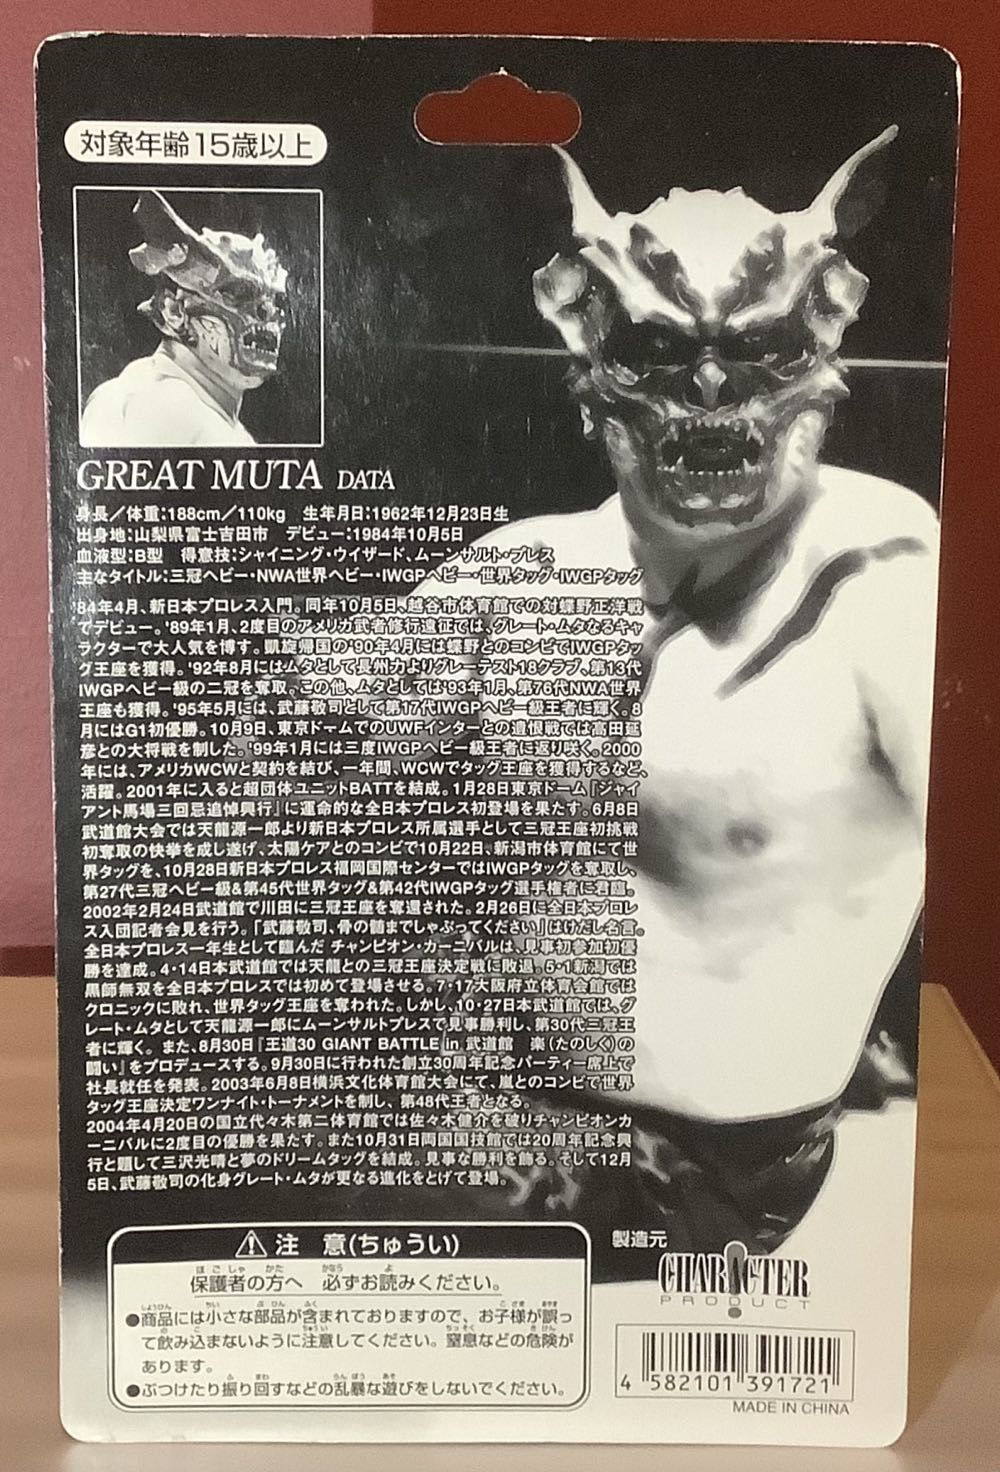 対象年齢15歳以上
GREAT MUTA DATA
身長／体重：188cm／110kg　生年月日：1962年12月23日生
出身地：山梨県富士吉田市　デビュー：1984年10月5日
血液型：B型　得意技：シャイニング・ウイザード、ムーンサルト・プレス
主なタイトル：三冠ヘビー・NWA世界ヘビー・IWGPヘビー・世界タッグ・IWGPタッグ
'84年4月、新日本プロレス入門。同年10月5日、越谷市体育館での対蝶野正洋戦
でデビュー。'89年1月、2度目のアメリカ武者修行遠征では、グレート・ムタなるキャ
ラクターで大人気を博す。凱旋帰国の'90年4月には蝶野とのコンビでIWGPタッ
グ王座を獲得。'92年8月にはムタとして長州力よりグレーテスト18クラブ、第13代
IWGPヘビー級の二冠を奪取。この他、ムタとしては'93年1月、第76代NWA世界
王座も獲得。'95年5月には、武藤敬司として第17代IWGPヘビー級王者に輝く。8
月にはG1初優勝。10月9日、東京ドームでのUWFインターとの遺恨戦では高田延
彦との大将戦を制した。'99年1月には三度IWGPヘビー級王者に返り咲く。2000
年には、アメリカWCWと契約を結び、一年間、WCWでタッグ王座を獲得するなど、
活躍。2001年に入ると超団体ユニットBATTを結成。1月28日東京ドーム『ジャイ
アント馬場三回忌追悼興行』に運命的な全日本プロレス初登場を果たす。6月8日
武道館大会では天龍源一郎より新日本プロレス所属選手として三冠王座初挑戦
初奪取の快挙を成し遂げ、太陽ケアとのコンビで10月22日、新潟市体育館にて世
界タッグを、10月28日新日本プロレス福岡国際センターではIWGPタッグを奪取し、
第27代三冠ヘビー級&第45代世界タッグ&第42代IWGPタッグ選手権者に君臨。
2002年2月24日武道館で川田に三冠王座を奪還された。2月26日に全日本プロレ
ス入団記者会見を行う。「武藤敬司、骨の髄までしゃぶってください」はけだし名言。
全日本プロレス一年生として臨んだ チャンピオン・カーニバルは、見事初参加初優
勝を達成。4・14日本武道館では天龍との三冠王座決定戦に敗退。5・1新潟では
黒師無双を全日本プロレスでは初めて登場させる。7・17大阪府立体育会館では
クロニックに敗れ、世界タッグ王座を奪われた。しかし、10・27日本武道館では、グ
レート・ムタとして天龍源一郎にムーンサルトプレスで見事勝利し、第30代三冠王
者に輝く。また、8月30日『王道30 GIANT BATTLE in 武道館　楽（たのしく）の
闘い』をプロデュースする。9月30日に行われた創立30周年記念パーティー席上で
社長就任を発表。2003年6月8日横浜文化体育館大会にて、嵐とのコンビで世界
タッグ王座決定ワンナイト・トーナメントを制し、第48代王者となる。
2004年4月20日の国立代々木第二体育館では佐々木健介を破りチャンピオンカ
ーニバルに2度目の優勝を果たす。また10月31日両国国技館では20周年記念興
行と題して三沢光晴と夢のドリームタッグを結成。見事な勝利を飾る。そして12月
5日、武藤敬司の化身グレート・ムタが更なる進化をとげて登場。
注　意（ちゅうい）
ほごしゃ　かた　かなら　よ
保護者の方へ　必ずお読みください。
しょうひん　ちい　ぶひん　ふく　こさま　あやま
●商品には小さな部品が含まれておりますので、お子様が誤っ
の　こ　ちゅうい　ちっそく　きけん
て飲み込まないように注意してください。窒息などの危険が
あります。
ふ　まわ　らんぼう　あそ
●ぶつけたり振り回すなどの乱暴な遊びをしないでください。
製造元
CHARACTER
PRODUCT
4 582101 391721
MADE IN CHINA